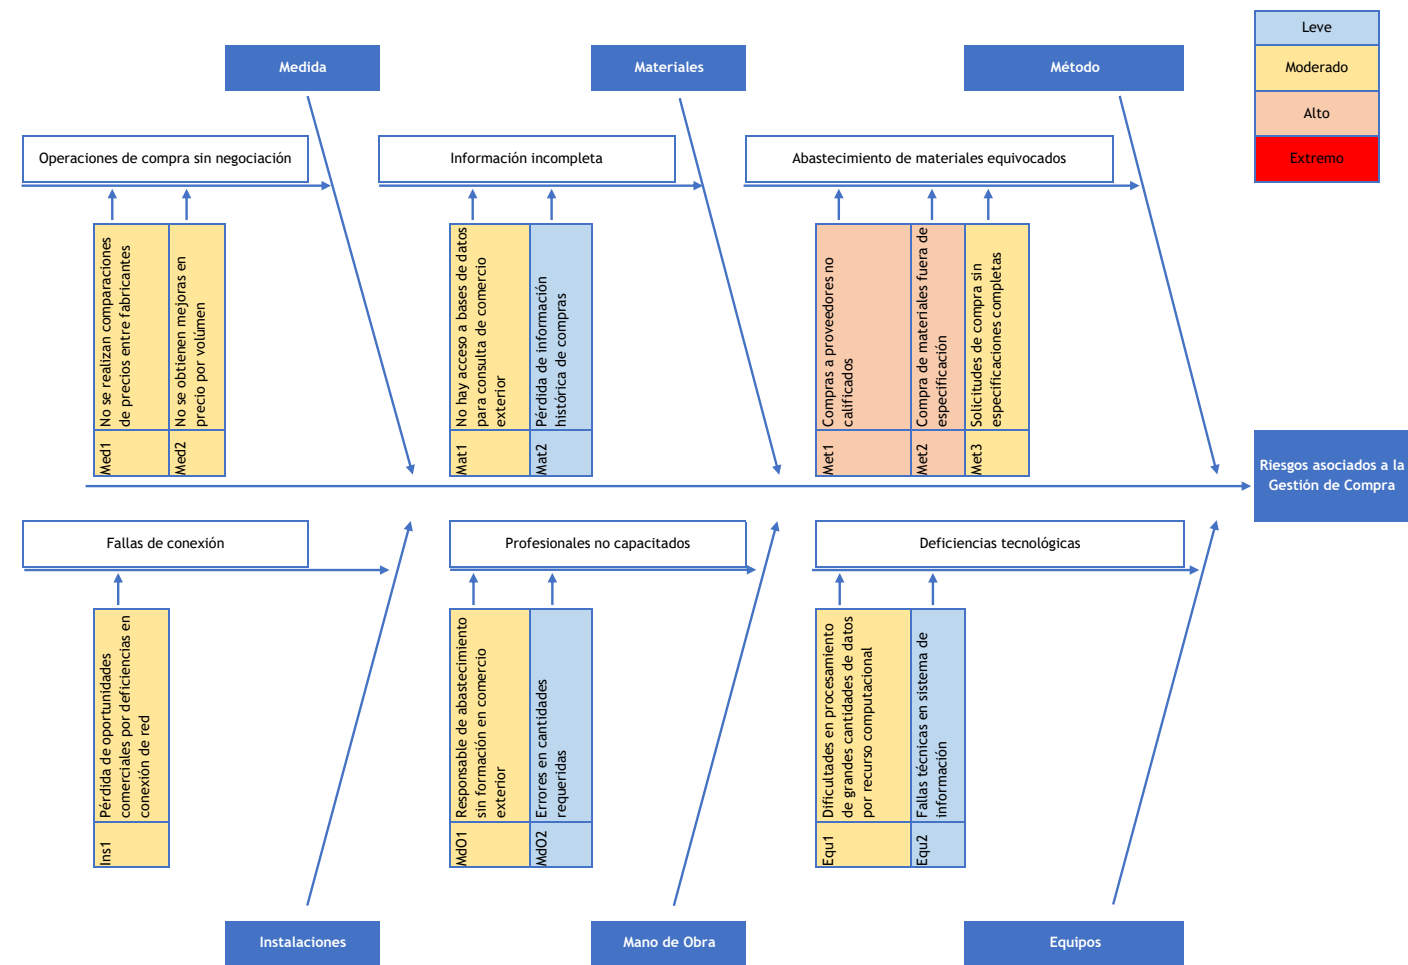 Leve
Moderado
Alto
Extremo
Medida
Materiales
Método
Operaciones de compra sin negociación
Información incompleta
Abastecimiento de materiales equivocados
Med1
No se realizan comparaciones
de precios entre fabricantes
Med2
No se obtienen mejoras en
precio por volúmen
Mat1
No hay acceso a bases de datos
para consulta de comercio
exterior
Mat2
Pérdida de información
histórica de compras
Met1
Compras a proveedores no
calificados
Met2
Compra de materiales fuera de
especificación
Met3
Solicitudes de compra sin
especificaciones completas
Riesgos asociados a la
Gestión de Compra
Fallas de conexión
Profesionales no capacitados
Deficiencias tecnológicas
Ins1
Pérdida de oportunidades
comerciales por deficiencias en
conexión de red
MdO1
Responsable de abastecimiento
sin formación en comercio
exterior
MdO2
Errores en cantidades
requeridas
Equ1
Dificultades en procesamiento
de grandes cantidades de datos
por recurso computacional
Equ2
Fallas técnicas en sistema de
información
Instalaciones
Mano de Obra
Equipos